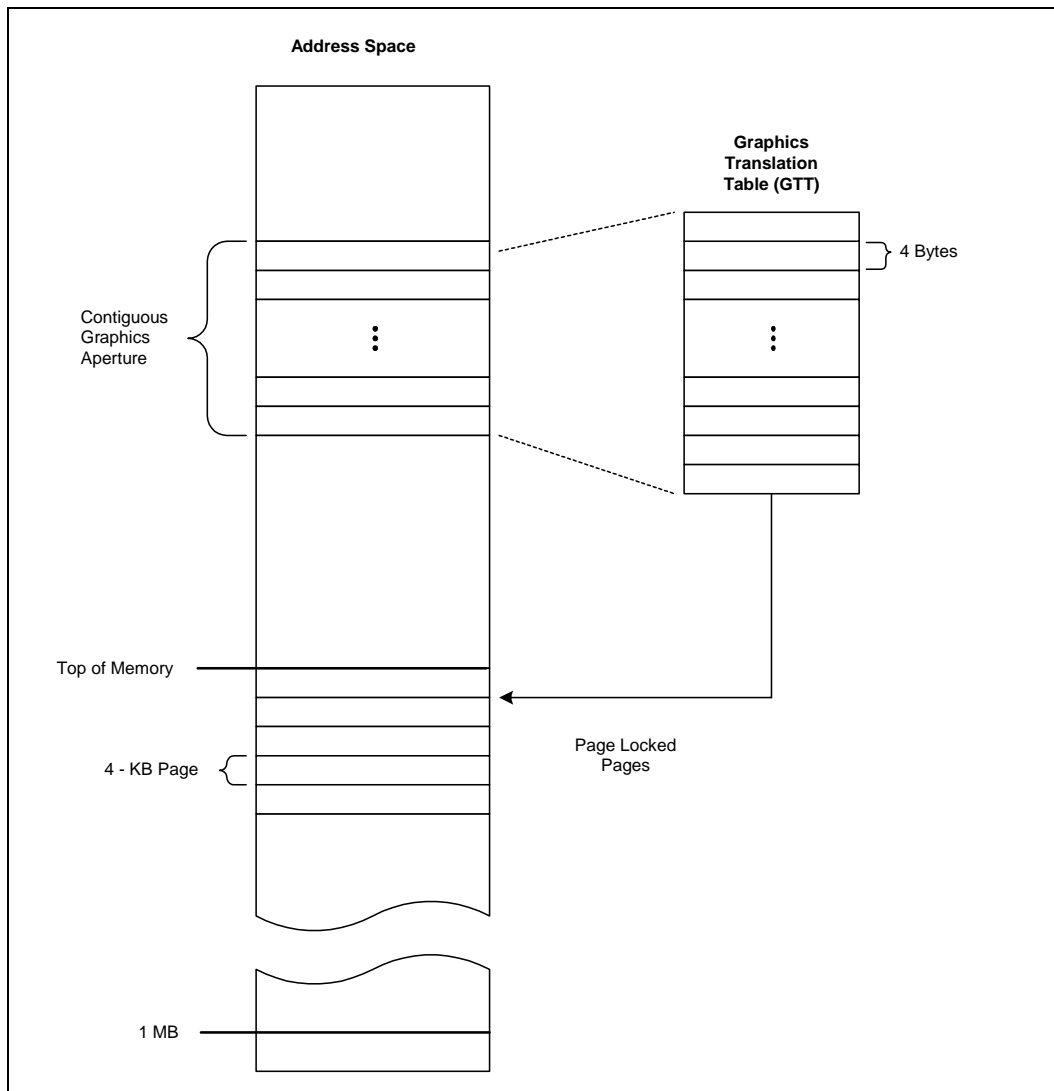 Address Space
Graphics
Translation
Table (GTT)
4 Bytes
Contiguous
Graphics
Aperture
Top of Memory
Page Locked
Pages
4 - KB Page
1 MB